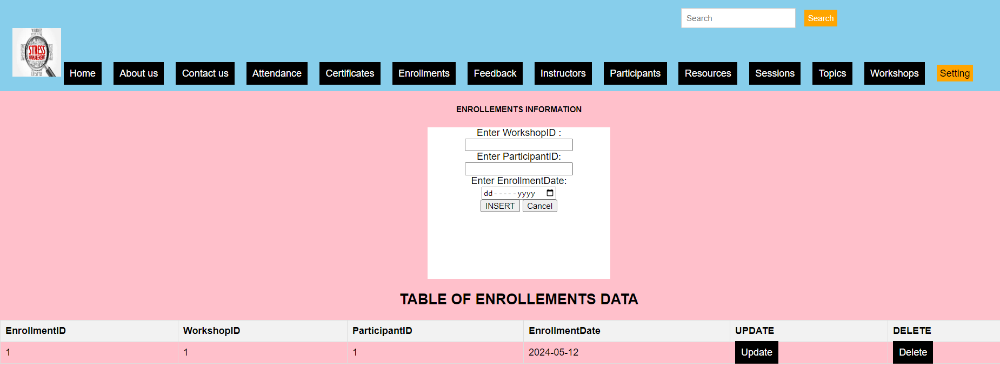 Search Search
WELLNESS
STRESS
MANAGEMENT
LIFESTYLE
Home About us Contact us Attendance Certificates Enrollments Feedback Instructors Participants Resources Sessions Topics Workshops Setting
ENROLLEMENTS INFORMATION
Enter WorkshopID :
Enter ParticipantID:
Enter EnrollmentDate:
dd-----yyyy
INSERT Cancel
TABLE OF ENROLLEMENTS DATA
EnrollmentID WorkshopID ParticipantID EnrollmentDate UPDATE DELETE
1 1 1 2024-05-12 Update Delete